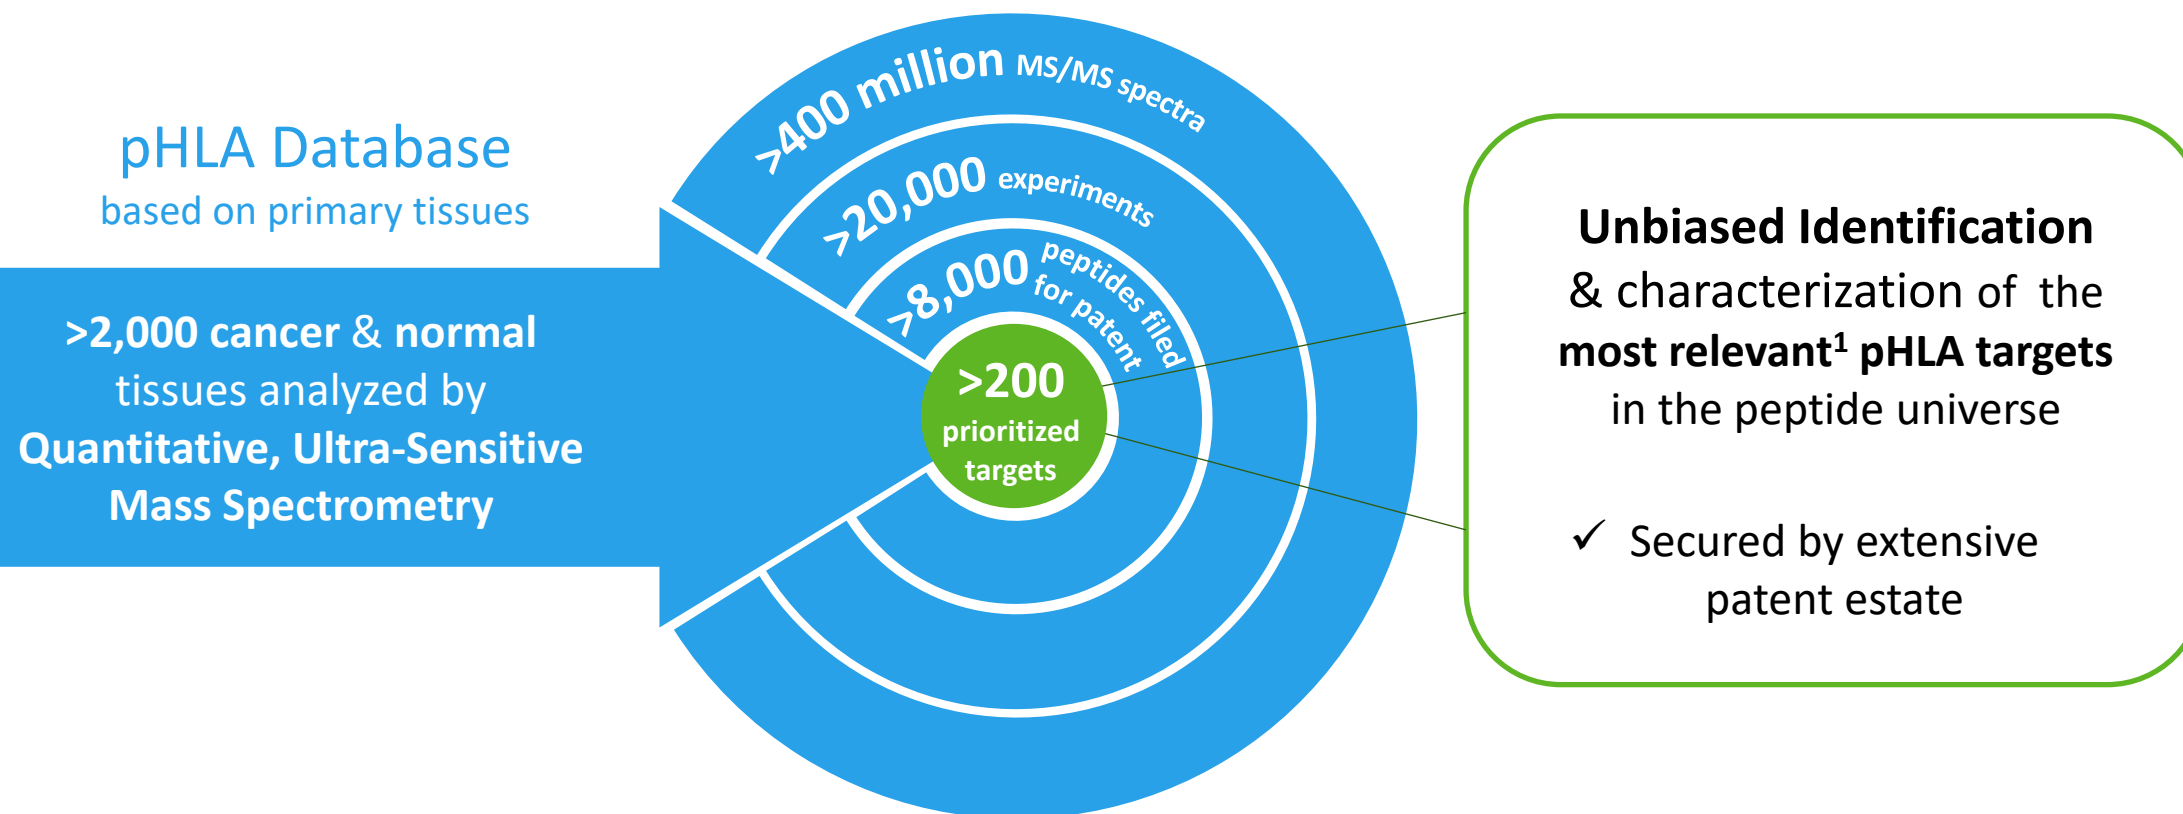 pHLA Database
based on primary tissues
>2,000 cancer & normal
tissues analyzed by
Quantitative, Ultra-Sensitive
Mass Spectrometry
>400 million MS/MS spectra
>20,000 experiments
>8,000 peptides filed
for patent
>200
prioritized
targets
Unbiased Identification
& characterization of the
most relevant¹ pHLA targets
in the peptide universe
✓ Secured by extensive
patent estate